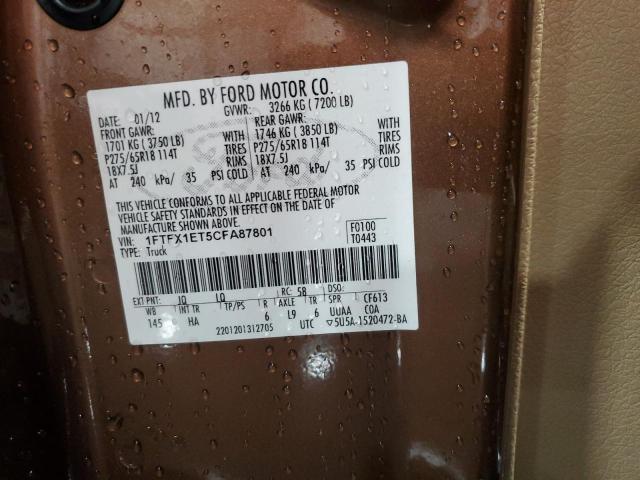 MFD. BY FORD MOTOR CO.
DATE: 01/12 GVWR: 3266 KG ( 7200 LB)
FRONT GAWR: WITH REAR GAWR: WITH
1701 KG ( 3750 LB) TIRES 1746 KG ( 3850 LB) TIRES
P275/65R18 114T RIMS P275/65R18 114T RIMS
18X7.5J 18X7.5J
AT 240 kPa/ 35 PSI COLD AT 240 kPa/ 35 PSI COLD
THIS VEHICLE CONFORMS TO ALL APPLICABLE FEDERAL MOTOR
VEHICLE SAFETY STANDARDS IN EFFECT ON THE DATE OF
MANUFACTURE SHOWN ABOVE.
VIN: 1FTFX1ET5CFA87801 F0100
TYPE: Truck T0443
EXT PNT: JQ JQ RC: 5B DSO:
WB INT TR TP/PS R AXLE TR SPR CF613
145 HA 6 L9 6 UuAA COA
2201201312705 UTC ▽5U5A-1520472-BA